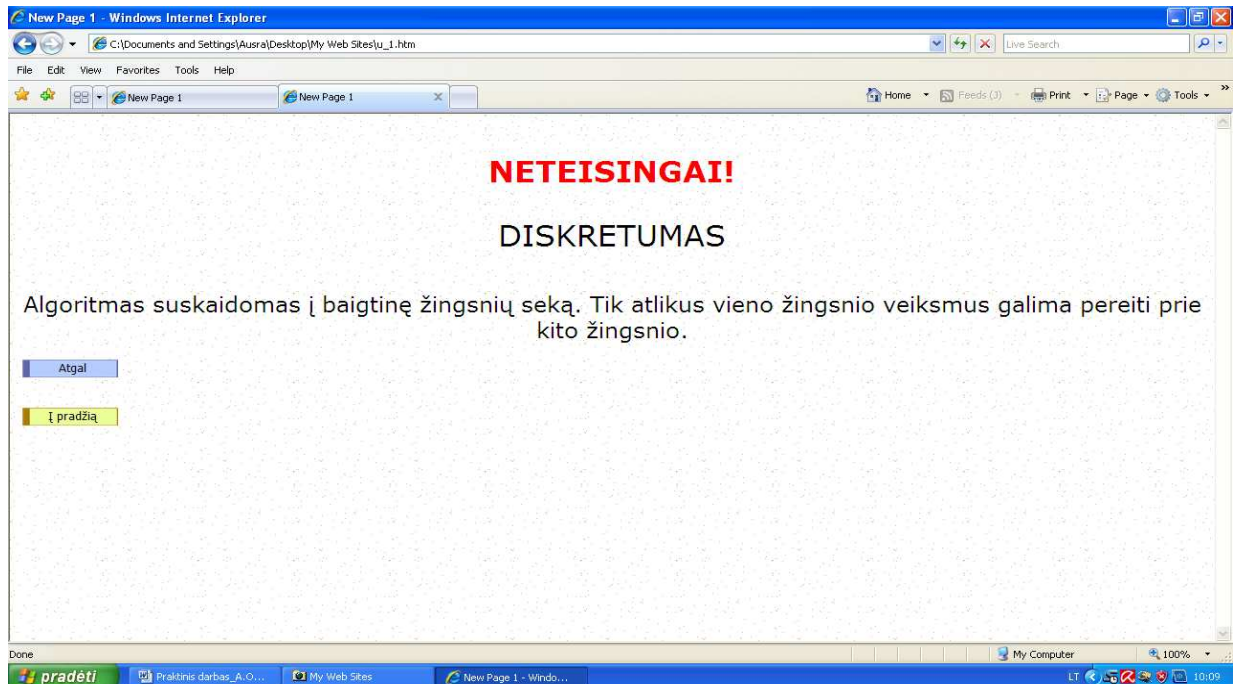 New Page 1 - Windows Internet Explorer
C:\Documents and Settings\Ausra\Desktop\My Web Sites\u_1.htm
Live Search
File Edit View Favorites Tools Help
New Page 1 New Page 1 Home Feeds (J) Print Page Tools »
NETEISINGAI!
DISKRETUMAS
Algoritmas suskaidomas į baigtinę žingsnių seką. Tik atlikus vieno žingsnio veiksmus galima pereiti prie
kito žingsnio.
Atgal
Į pradžią
Done My Computer 100%
pradėti Praktinis darbas_A.O... My Web Sites New Page 1 - Windo... LT 10:09